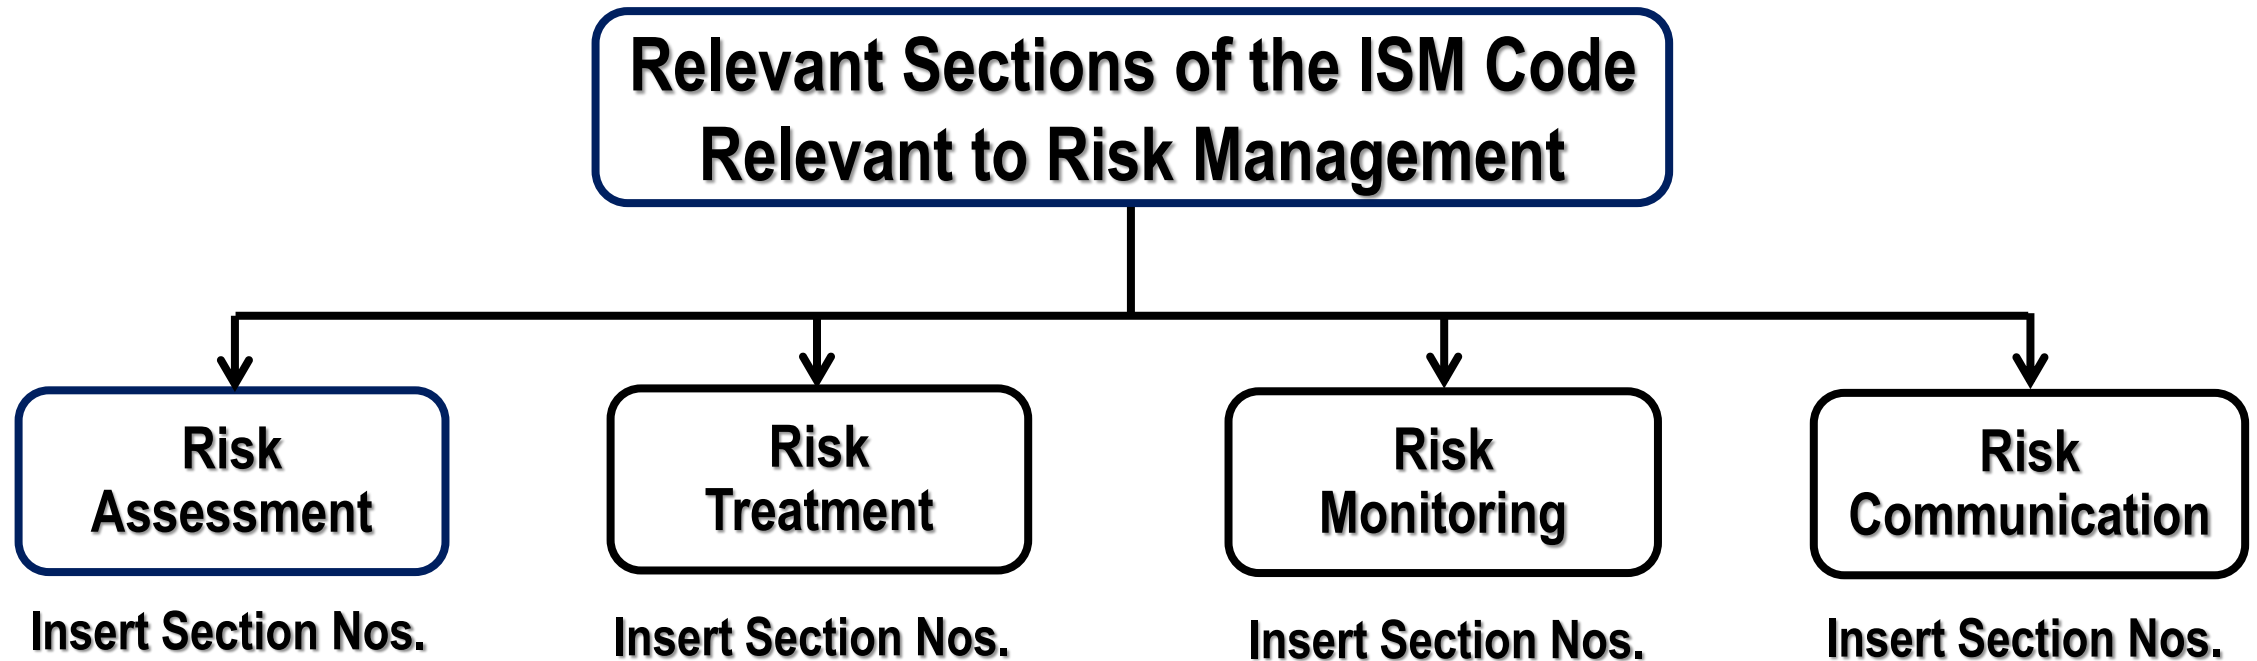 Relevant Sections of the ISM Code
Relevant to Risk Management
Risk
Assessment
Risk
Treatment
Risk
Monitoring
Risk
Communication
Insert Section Nos.
Insert Section Nos.
Insert Section Nos.
Insert Section Nos.